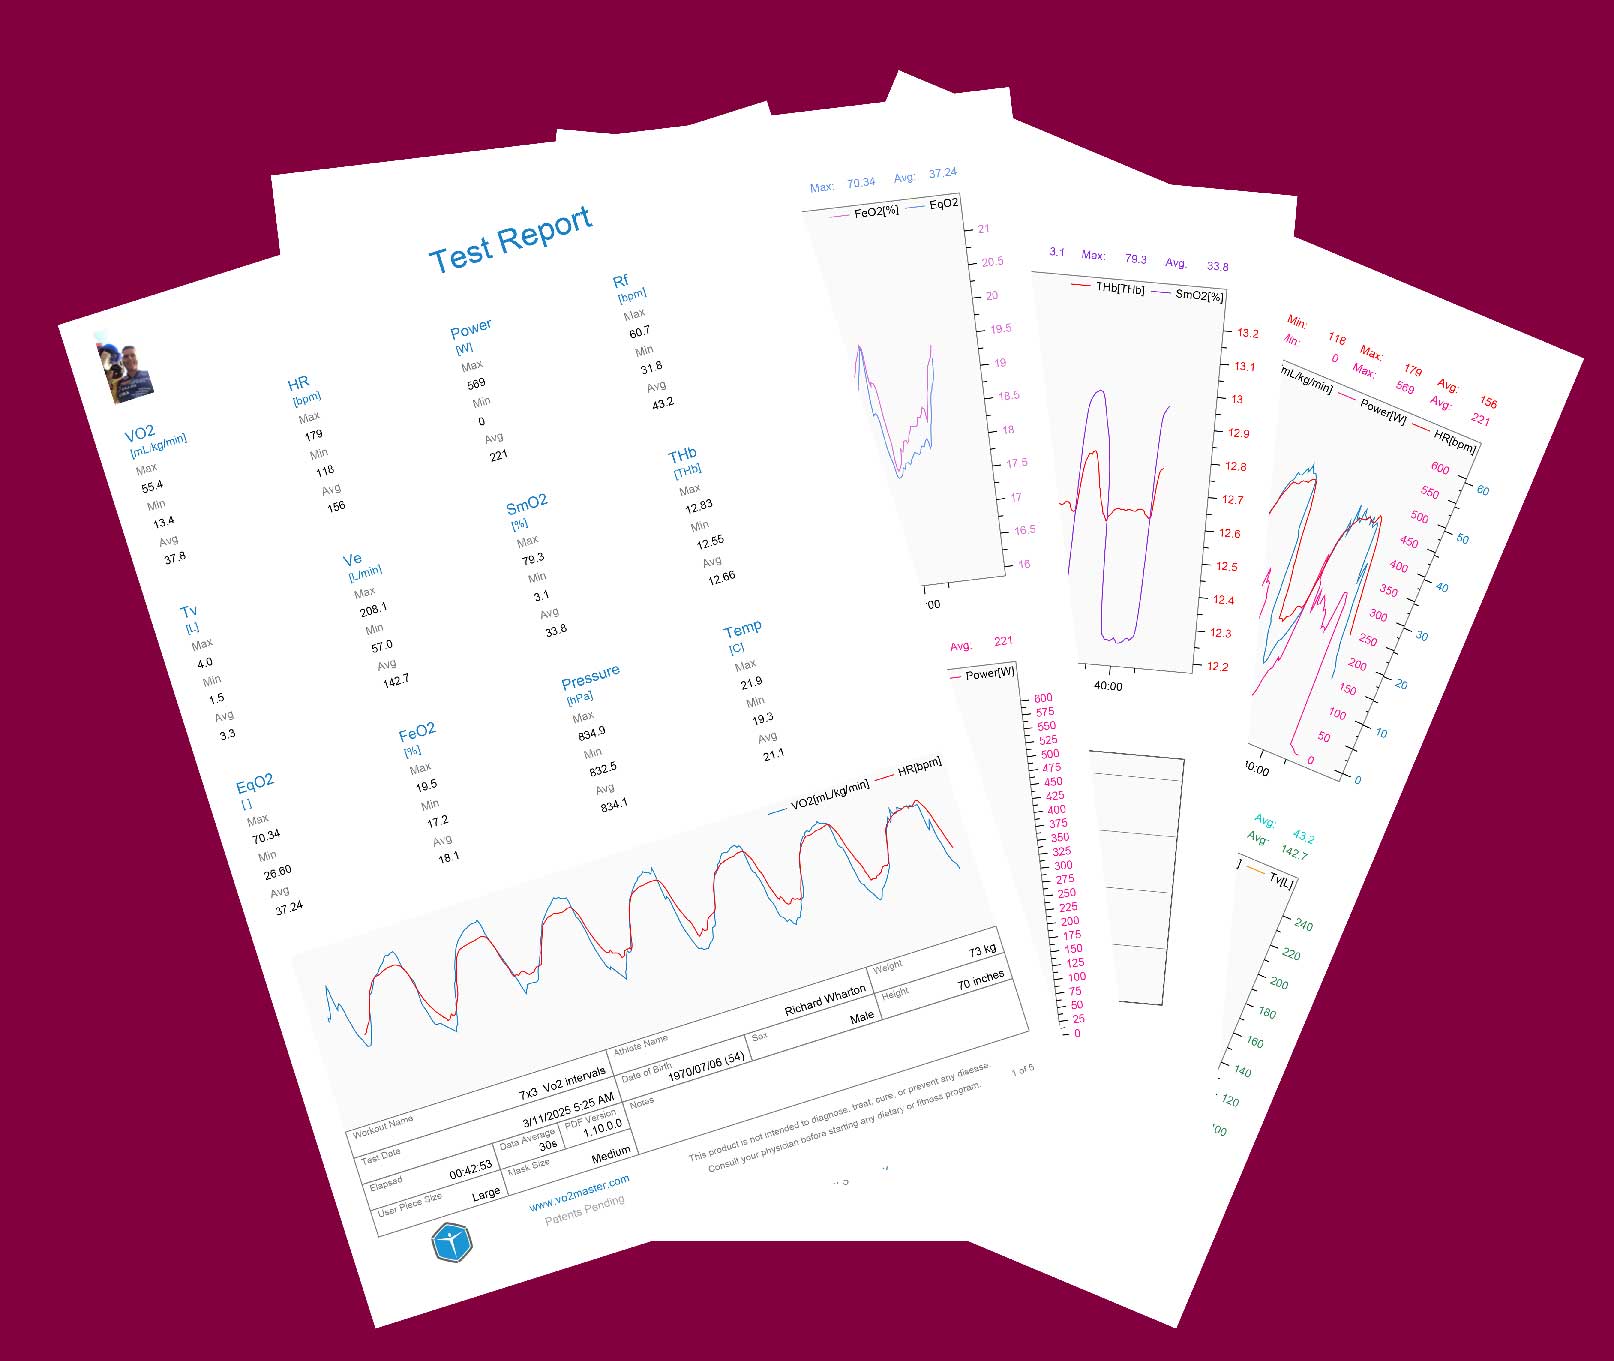 Test Report
VO2
[mL/kg/min]
Max
55.4
Min
13.4
Avg
37.8
HR
[bpm]
Max
179
Min
118
Avg
156
Power
[W]
Max
569
Min
0
Avg
221
Rf
[bpm]
Max
60.7
Min
31.8
Avg
43.2
Tv
[L]
Max
4.0
Min
1.5
Avg
3.3
Ve
[L/min]
Max
208.1
Min
57.0
Avg
142.7
SmO2
[%]
Max
79.3
Min
3.1
Avg
33.8
THb
[THb]
Max
12.83
Min
12.55
Avg
12.66
EqO2
[ ]
Max
70.34
Min
26.60
Avg
37.24
FeO2
[%]
Max
19.5
Min
17.2
Avg
18.1
Pressure
[hPa]
Max
834.9
Min
832.5
Avg
834.1
Temp
[C]
Max
21.9
Min
19.3
Avg
21.1
VO2[mL/kg/min] HR[bpm]
Workout Name 7x3 Vo2 intervals
Athlete Name Richard Wharton
Weight 73 kg
Test Date 3/11/2025 5:25 AM
Date of Birth 1970/07/06 (54)
Sex Male
Height 70 inches
Elapsed 00:42:53
Data Average 30s
PDF Version 1.10.0.0
Notes
User Piece Size Large
Mask Size Medium
www.vo2master.com
Patents Pending
This product is not intended to diagnose, treat, cure, or prevent any disease.
Consult your physician before starting any dietary or fitness program.
1 of 5
Max: 70.34 Avg: 37.24
FeO2[%] EqO2
21
20.5
20
19.5
19
18.5
18
17.5
17
16.5
16
:00
Avg: 221
Power[W]
600
575
550
525
500
475
450
425
400
375
350
325
300
275
250
225
200
175
150
125
100
75
50
25
0
3.1 Max: 79.3 Avg: 33.8
THb[THb] SmO2[%]
13.2
13.1
13
12.9
12.8
12.7
12.6
12.5
12.4
12.3
12.2
40:00
Min: 118 Max: 179 Avg: 156
Min: 0 Max: 569 Avg: 221
mL/kg/min] Power[W] HR[bpm]
600
550
500
450
400
350
300
250
200
150
100
50
0
60
50
40
30
20
10
0
40:00
Avg: 43.2
Avg: 142.7
] Tv[L]
240
220
200
180
160
140
120
100